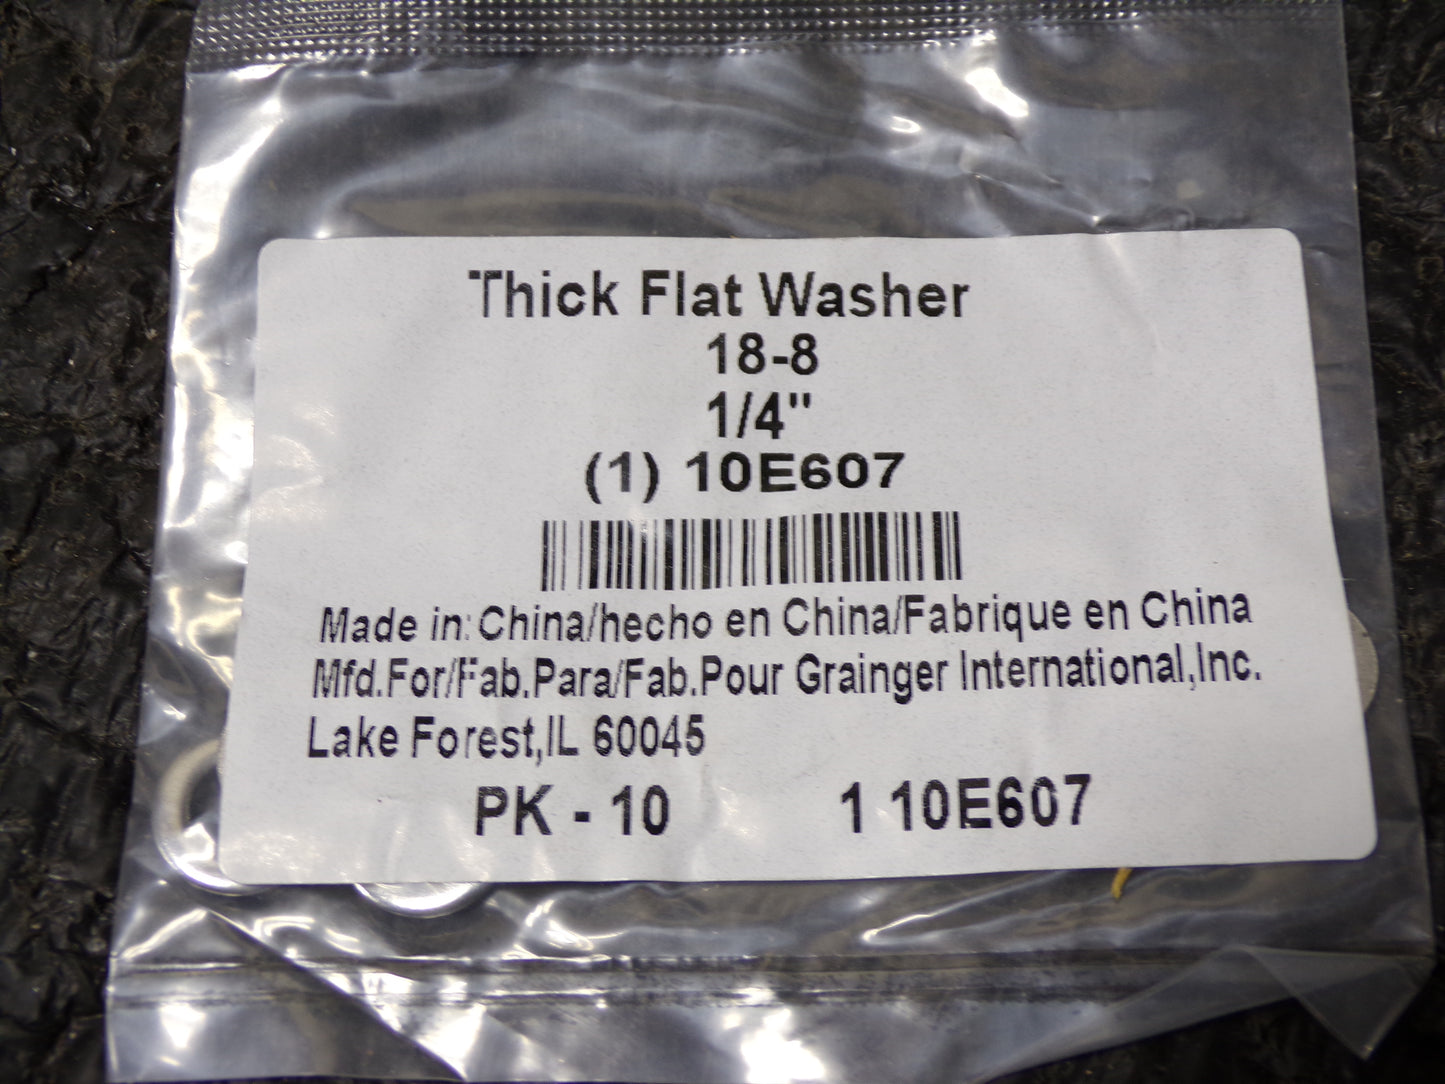 Thick Flat Washer
18-8
1/4"
(1) 10E607
Made in: China/hecho en China/Fabrique en China
Mfd.For/Fab.Para/Fab.Pour Grainger International,Inc.
Lake Forest,IL 60045
PK - 10 1 10E607